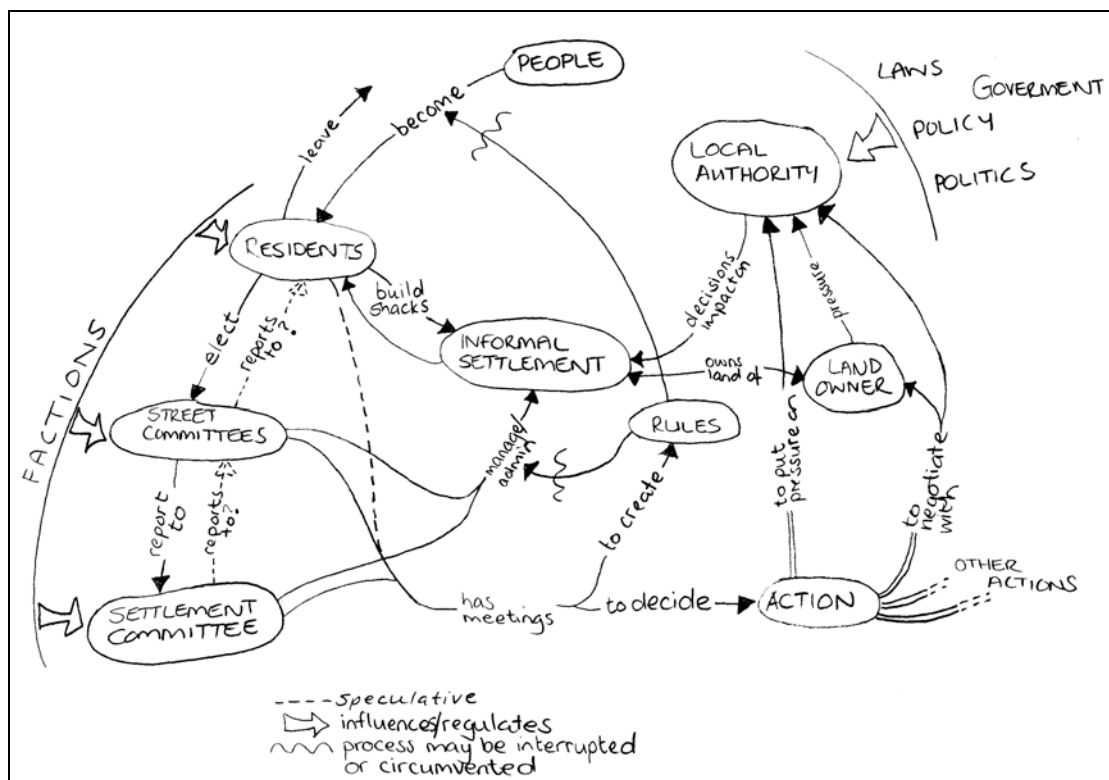 PEOPLE
LAWS
GOVERMENT
POLICY
POLITICS
LOCAL
AUTHORITY
leave
become
RESIDENTS
build
shacks
decisions
impact on
pressure
FACTIONS
elect
reports
to?
INFORMAL
SETTLEMENT
owns
land of
LAND
OWNER
STREET
COMMITTEES
manage/
admin
RULES
to put
pressure on
to
negotiate
with
report
to
reports
to?
to create
OTHER
ACTIONS
SETTLEMENT
COMMITTEE
has
meetings
to decide
ACTION
speculative
influences/regulates
process may be interrupted
or circumvented